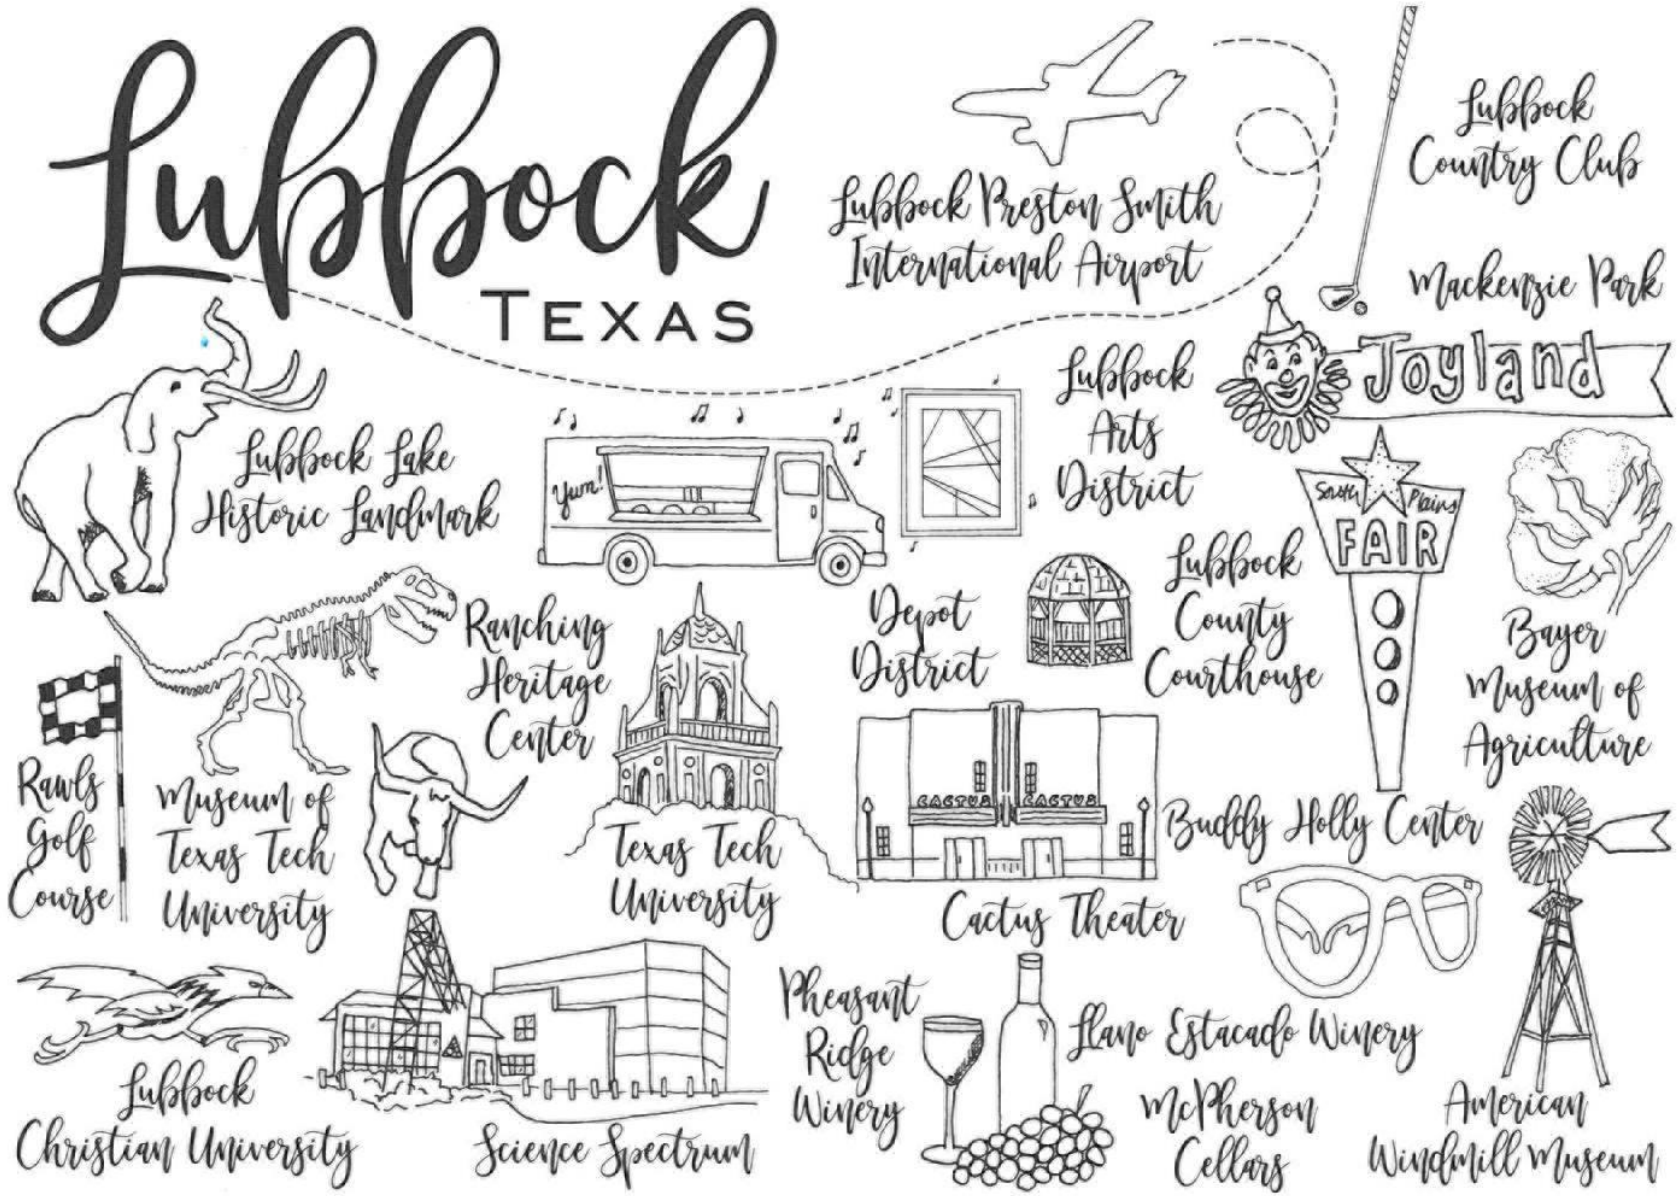 Lubbock
TEXAS
Lubbock Preston Smith
International Airport
Lubbock
Country Club
Mackenzie Park
Joyland
Lubbock Lake
Historic Landmark
Yum!
Lubbock
Arts
District
South Plains
FAIR
Bayer
Museum of
Agriculture
Ranching
Heritage
Center
Depot
District
Lubbock
County
Courthouse
Rawls
Golf
Course
Museum of
Texas Tech
University
Texas Tech
University
CACTUS CACTUS
Cactus Theater
Buddy Holly Center
Lubbock
Christian University
Science Spectrum
Pheasant
Ridge
Winery
Llano Estacado Winery
McPherson
Cellars
American
Windmill Museum